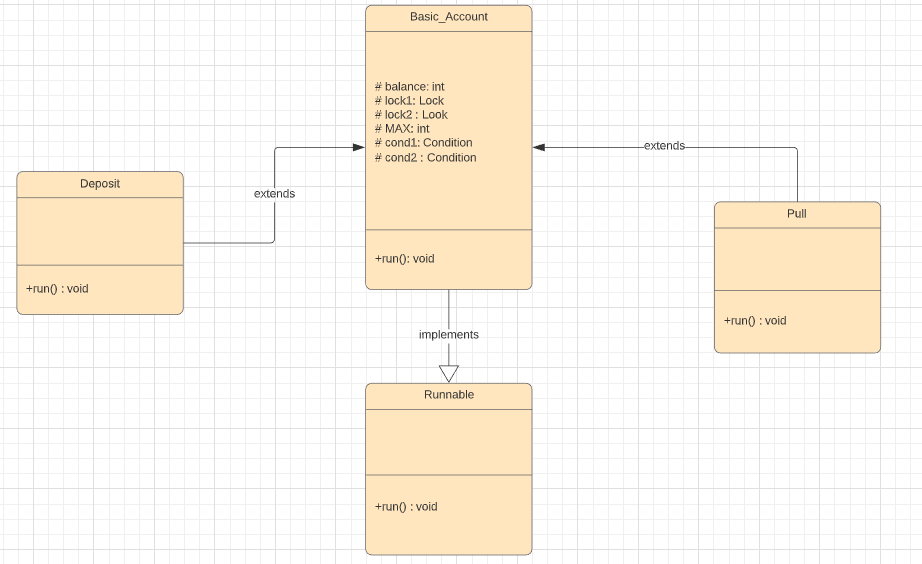 Basic_Account
# balance: int
# lock1: Lock
# lock2 : Look
# MAX: int
# cond1: Condition
# cond2 : Condition
+run(): void
extends
extends
Deposit
+run() : void
Pull
+run() : void
implements
Runnable
+run() : void